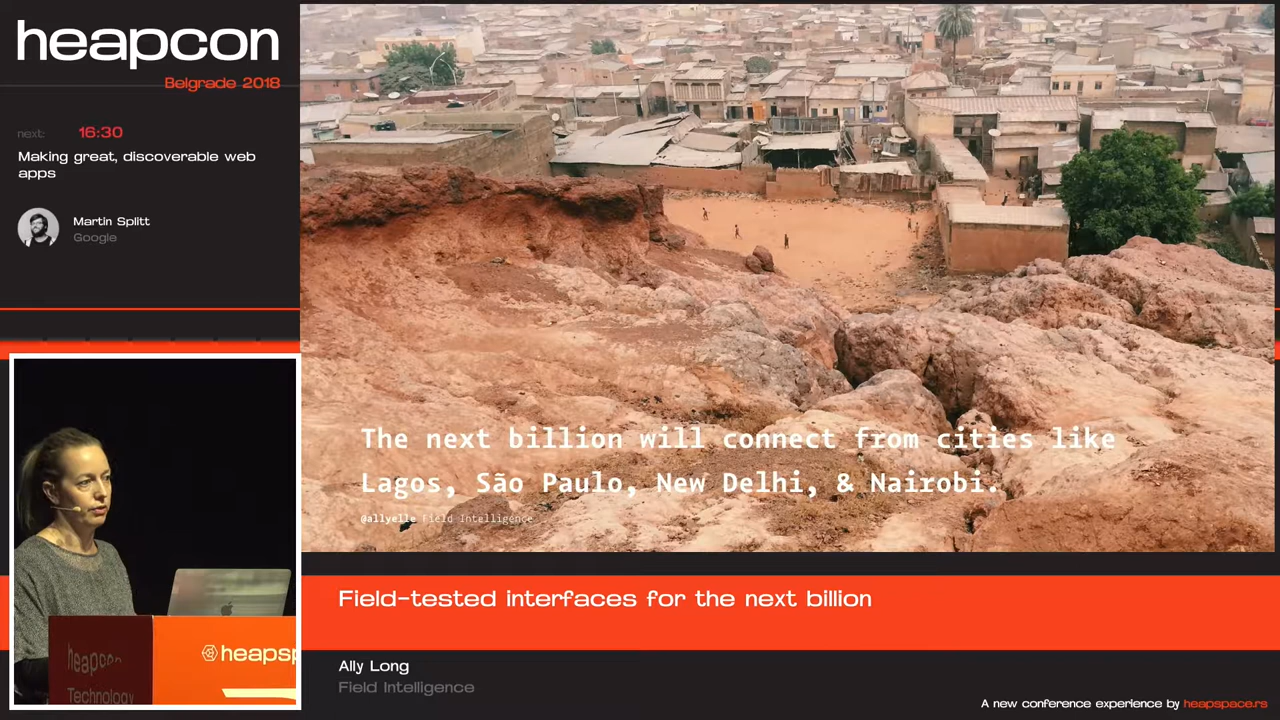 heapcon
Belgrade 2018
next: 16:30
Making great, discoverable web
apps
Martin Splitt
Google
The next billion will connect from cities like
Lagos, São Paulo, New Delhi, & Nairobi.
@allyelle Field Intelligence
heapcon
Technology
heapsp
Field-tested interfaces for the next billion
Ally Long
Field Intelligence
A new conference experience by heapspace.rs